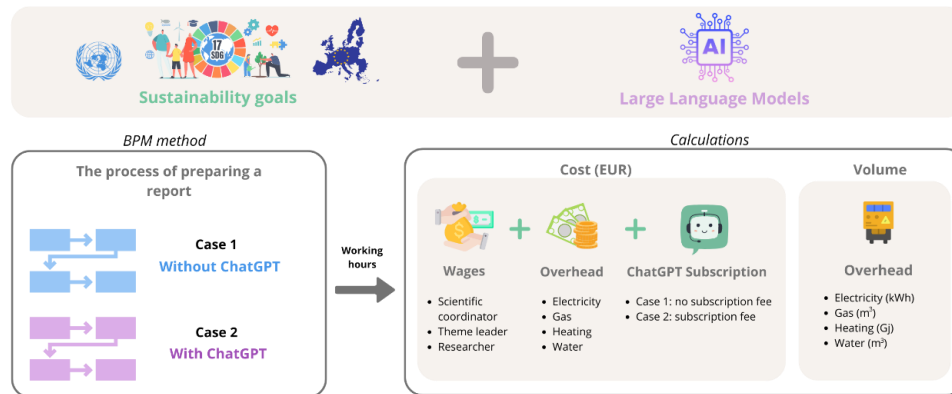 17
SDG
AI
Sustainability goals
Large Language Models
BPM method
Calculations
The process of preparing a
report
Case 1
Without ChatGPT
Case 2
With ChatGPT
Working
hours
Cost (EUR)
Wages
• Scientific
coordinator
• Theme leader
• Researcher
Overhead
• Electricity
• Gas
• Heating
• Water
ChatGPT Subscription
• Case 1: no subscription fee
• Case 2: subscription fee
Volume
Overhead
• Electricity (kWh)
• Gas (m³)
• Heating (Gj)
• Water (m³)